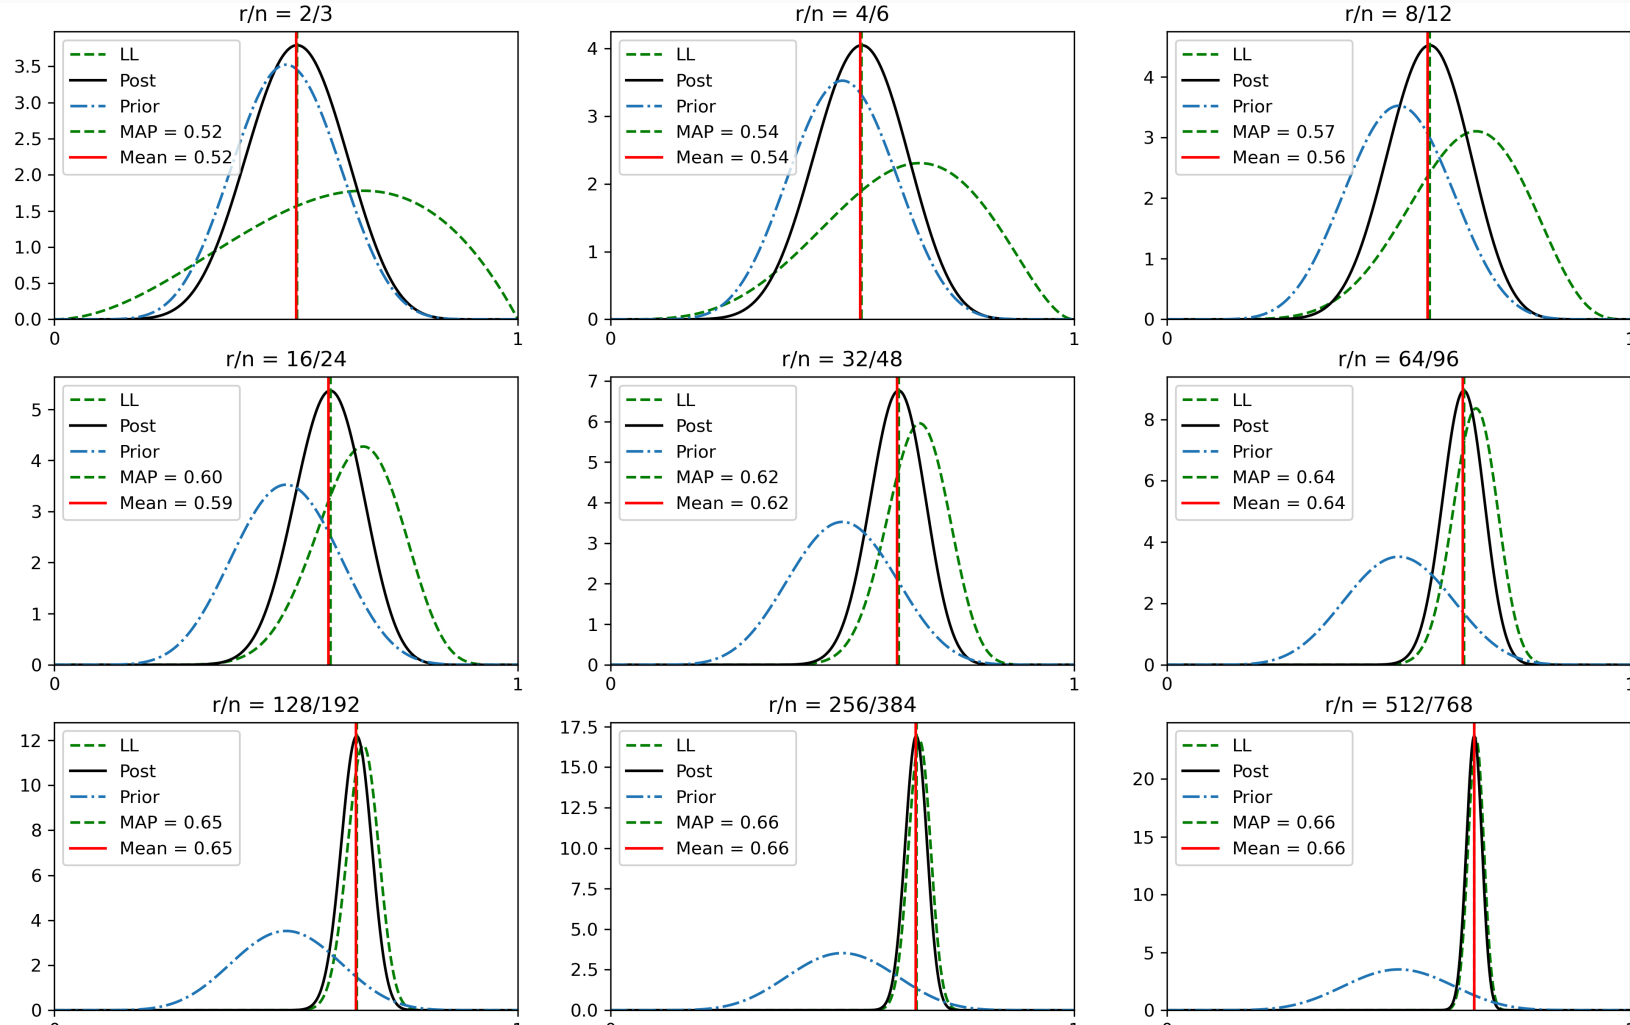 r/n = 2/3
LL
Post
Prior
MAP = 0.52
Mean = 0.52
3.5
3.0
2.5
2.0
1.5
1.0
0.5
0.0
0
1
r/n = 4/6
LL
Post
Prior
MAP = 0.54
Mean = 0.54
4
3
2
1
0
0
1
r/n = 8/12
LL
Post
Prior
MAP = 0.57
Mean = 0.56
4
3
2
1
0
0
1
r/n = 16/24
LL
Post
Prior
MAP = 0.60
Mean = 0.59
5
4
3
2
1
0
0
1
r/n = 32/48
LL
Post
Prior
MAP = 0.62
Mean = 0.62
7
6
5
4
3
2
1
0
0
1
r/n = 64/96
LL
Post
Prior
MAP = 0.64
Mean = 0.64
8
6
4
2
0
0
1
r/n = 128/192
LL
Post
Prior
MAP = 0.65
Mean = 0.65
12
10
8
6
4
2
0
r/n = 256/384
LL
Post
Prior
MAP = 0.66
Mean = 0.66
17.5
15.0
12.5
10.0
7.5
5.0
2.5
0.0
r/n = 512/768
LL
Post
Prior
MAP = 0.66
Mean = 0.66
20
15
10
5
0